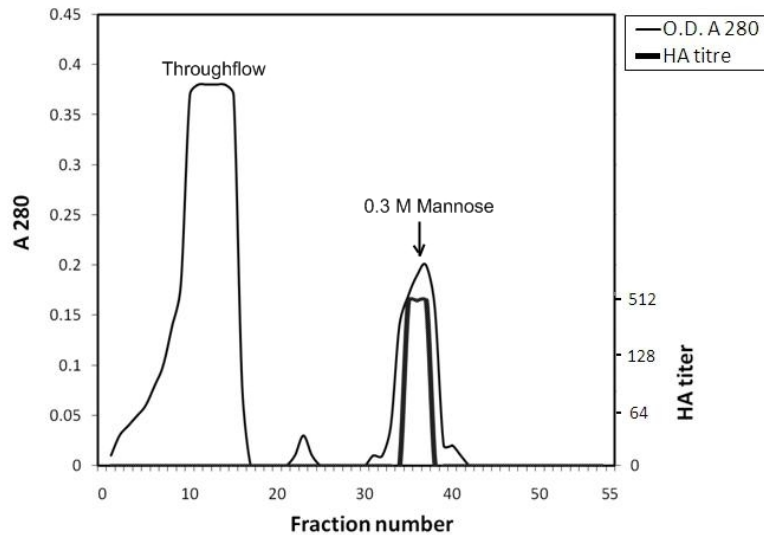 O.D. A 280
HA titre
Throughflow
0.3 M Mannose
A 280
0.45
0.4
0.35
0.3
0.25
0.2
0.15
0.1
0.05
0
512
128
64
0
HA titer
0 10 20 30 40 50 55
Fraction number